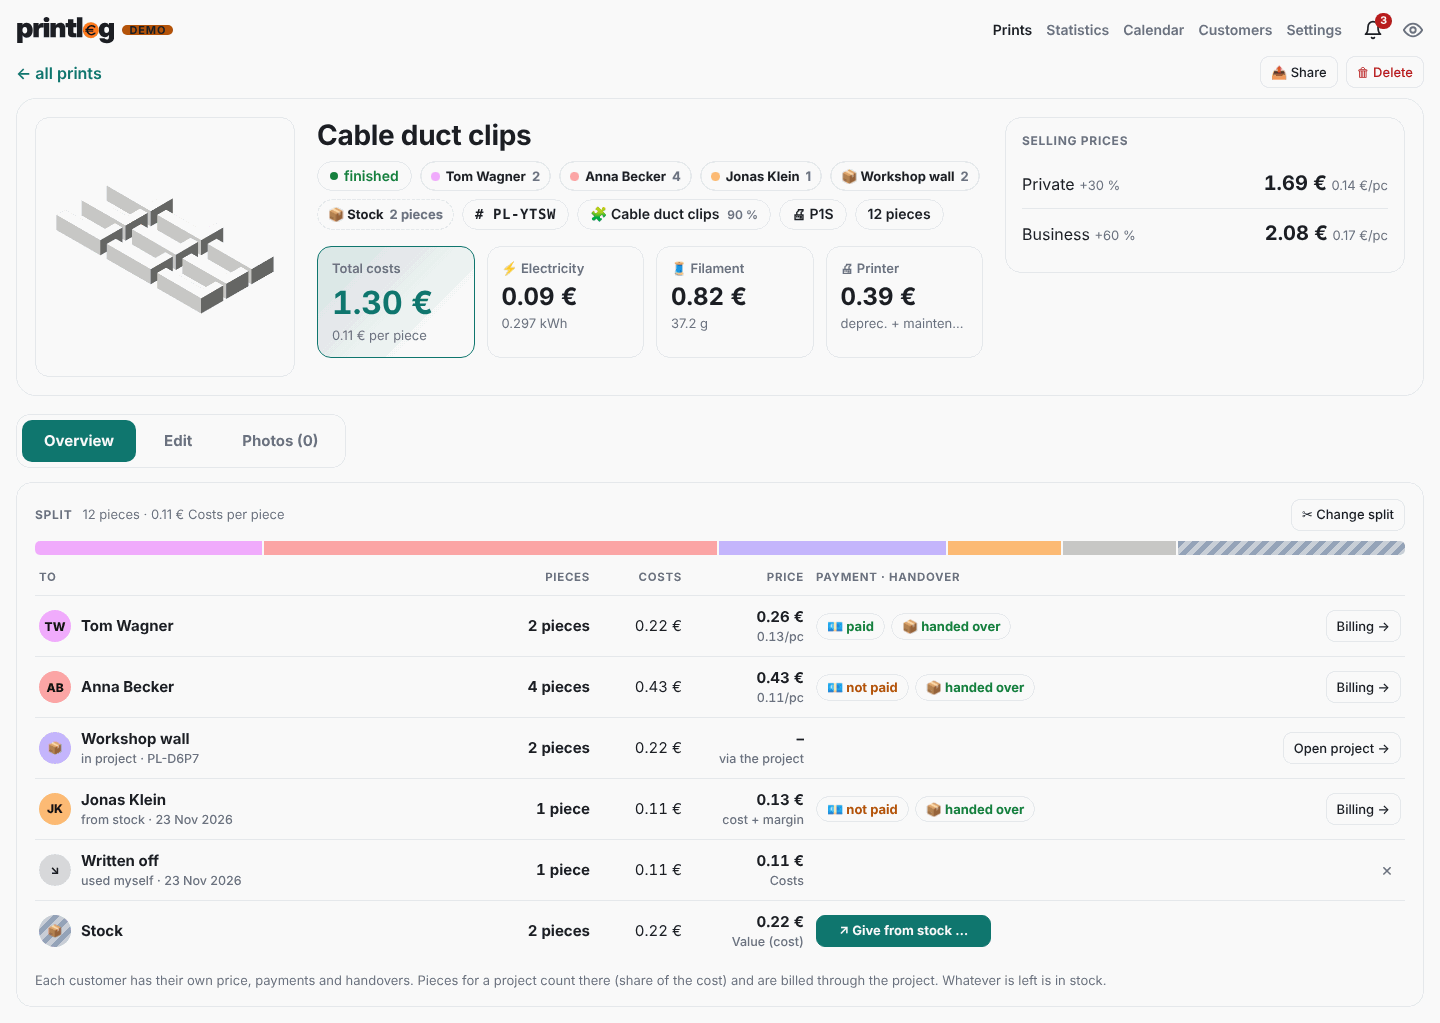 printlog DEMO
Prints Statistics Calendar Customers Settings 3
← all prints
Share Delete
Cable duct clips
finished Tom Wagner 2 Anna Becker 4 Jonas Klein 1 Workshop wall 2
Stock 2 pieces # PL-YTSW Cable duct clips 90 % P1S 12 pieces
Total costs
1.30 €
0.11 € per piece
Electricity
0.09 €
0.297 kWh
Filament
0.82 €
37.2 g
Printer
0.39 €
deprec. + mainten...
SELLING PRICES
Private +30 % 1.69 € 0.14 €/pc
Business +60 % 2.08 € 0.17 €/pc
Overview Edit Photos (0)
SPLIT 12 pieces · 0.11 € Costs per piece
✂ Change split
TO PIECES COSTS PRICE PAYMENT · HANDOVER
TW Tom Wagner 2 pieces 0.22 € 0.26 € paid handed over Billing →
0.13/pc
AB Anna Becker 4 pieces 0.43 € 0.43 € not paid handed over Billing →
0.11/pc
Workshop wall 2 pieces 0.22 € – Open project →
in project · PL-D6P7 via the project
JK Jonas Klein 1 piece 0.11 € 0.13 € not paid handed over Billing →
from stock · 23 Nov 2026 cost + margin
↘ Written off 1 piece 0.11 € 0.11 € ×
used myself · 23 Nov 2026 Costs
Stock 2 pieces 0.22 € 0.22 € ↗ Give from stock ...
Value (cost)
Each customer has their own price, payments and handovers. Pieces for a project count there (share of the cost) and are billed through the project. Whatever is left is in stock.